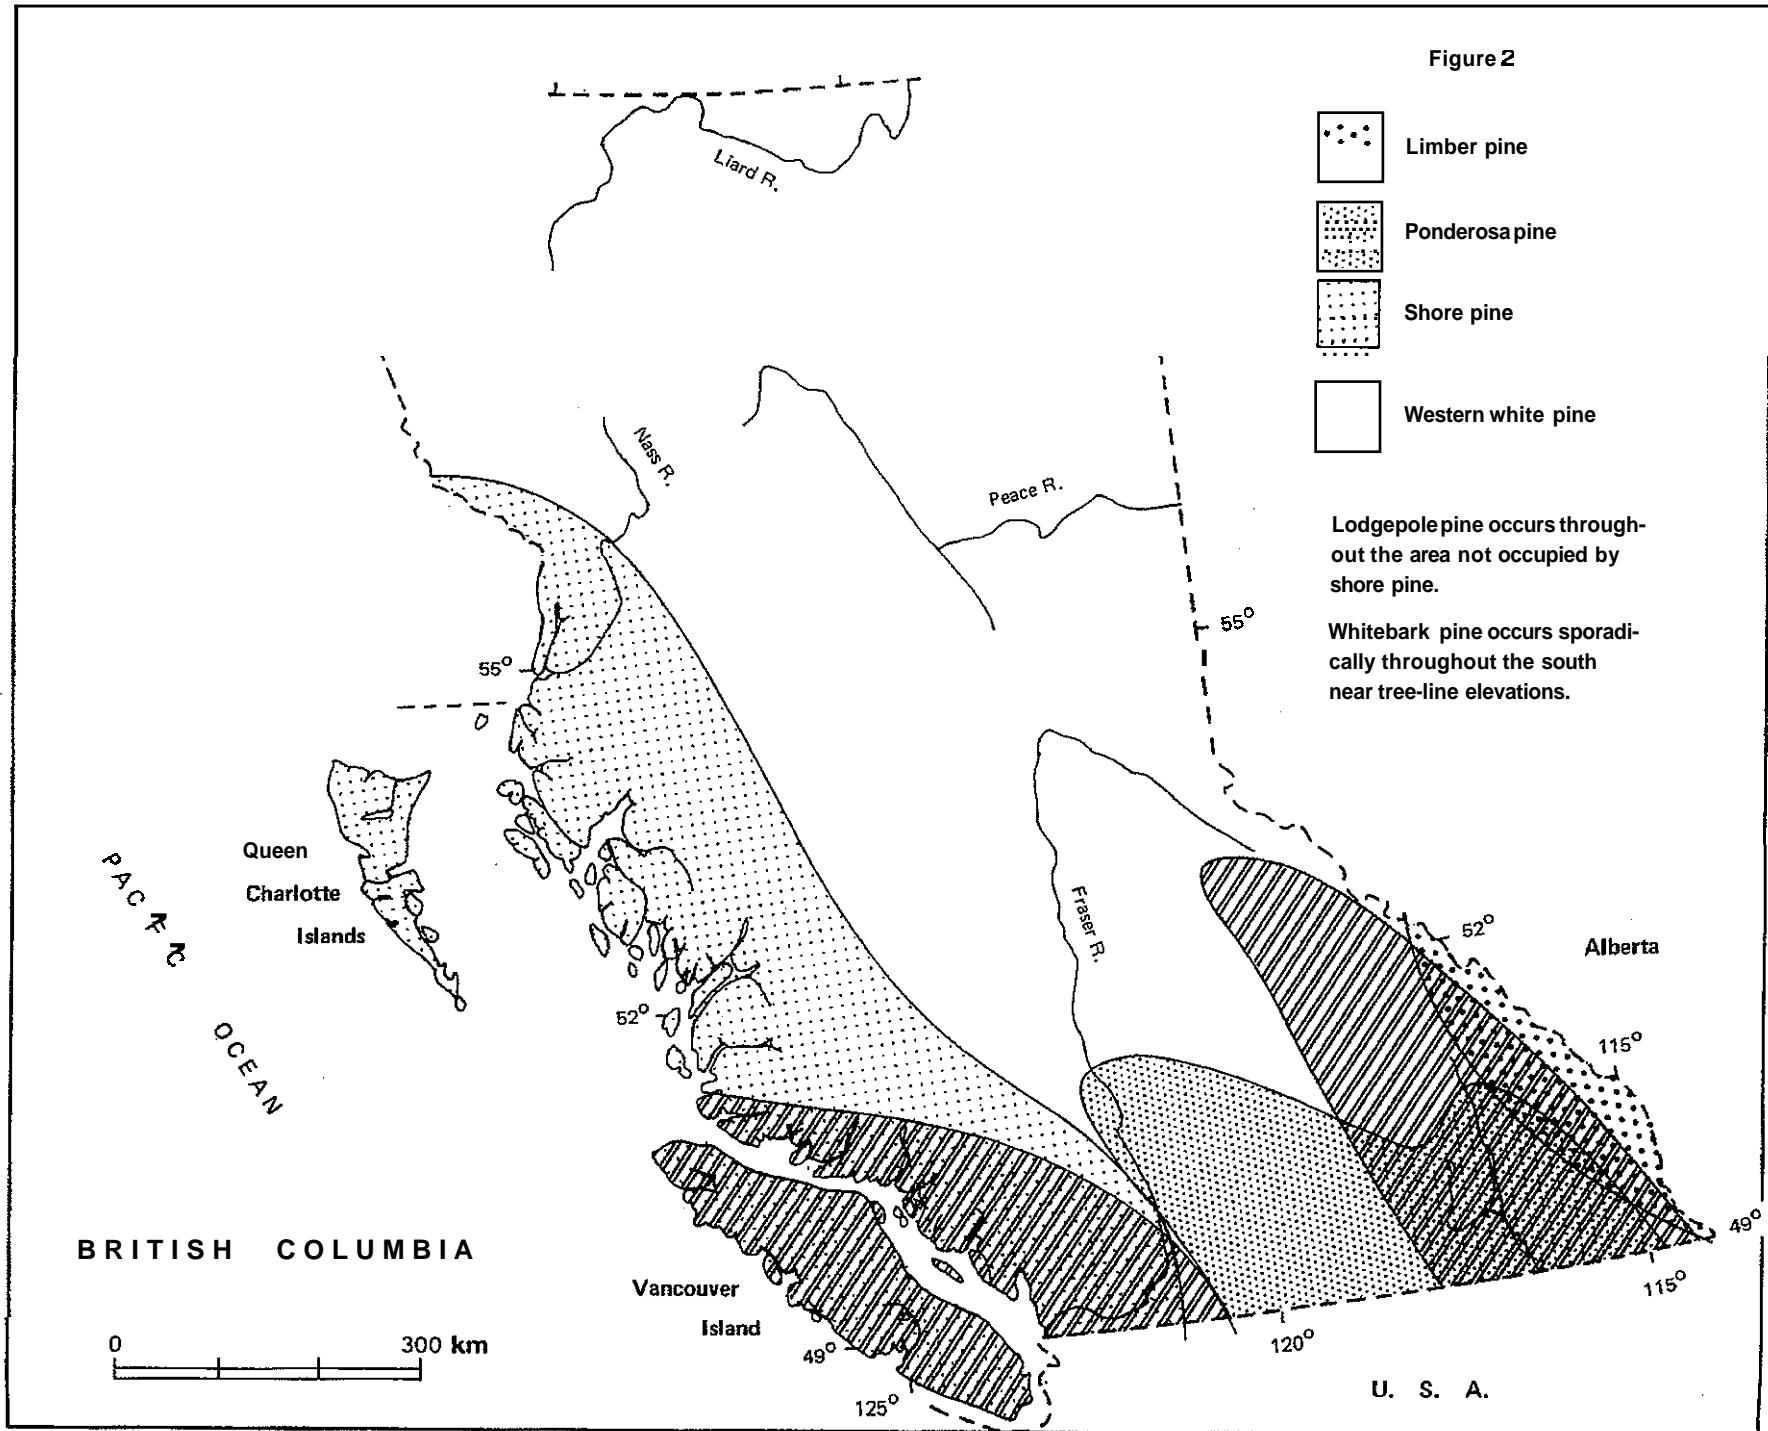 Figure 2
Limber pine
Ponderosa pine
Shore pine
Western white pine
Lodgepole pine occurs through-
out the area not occupied by
shore pine.
Whitebark pine occurs sporadi-
cally throughout the south
near tree-line elevations.
Liard R.
Nass R.
Peace R.
55°
55°
Queen
Charlotte
Islands
PAC
OCEAN
Fraser R.
52°
Alberta
52°
115°
49°
BRITISH COLUMBIA
Vancouver
Island
115°
120°
49°
125°
0 300 km
U. S. A.